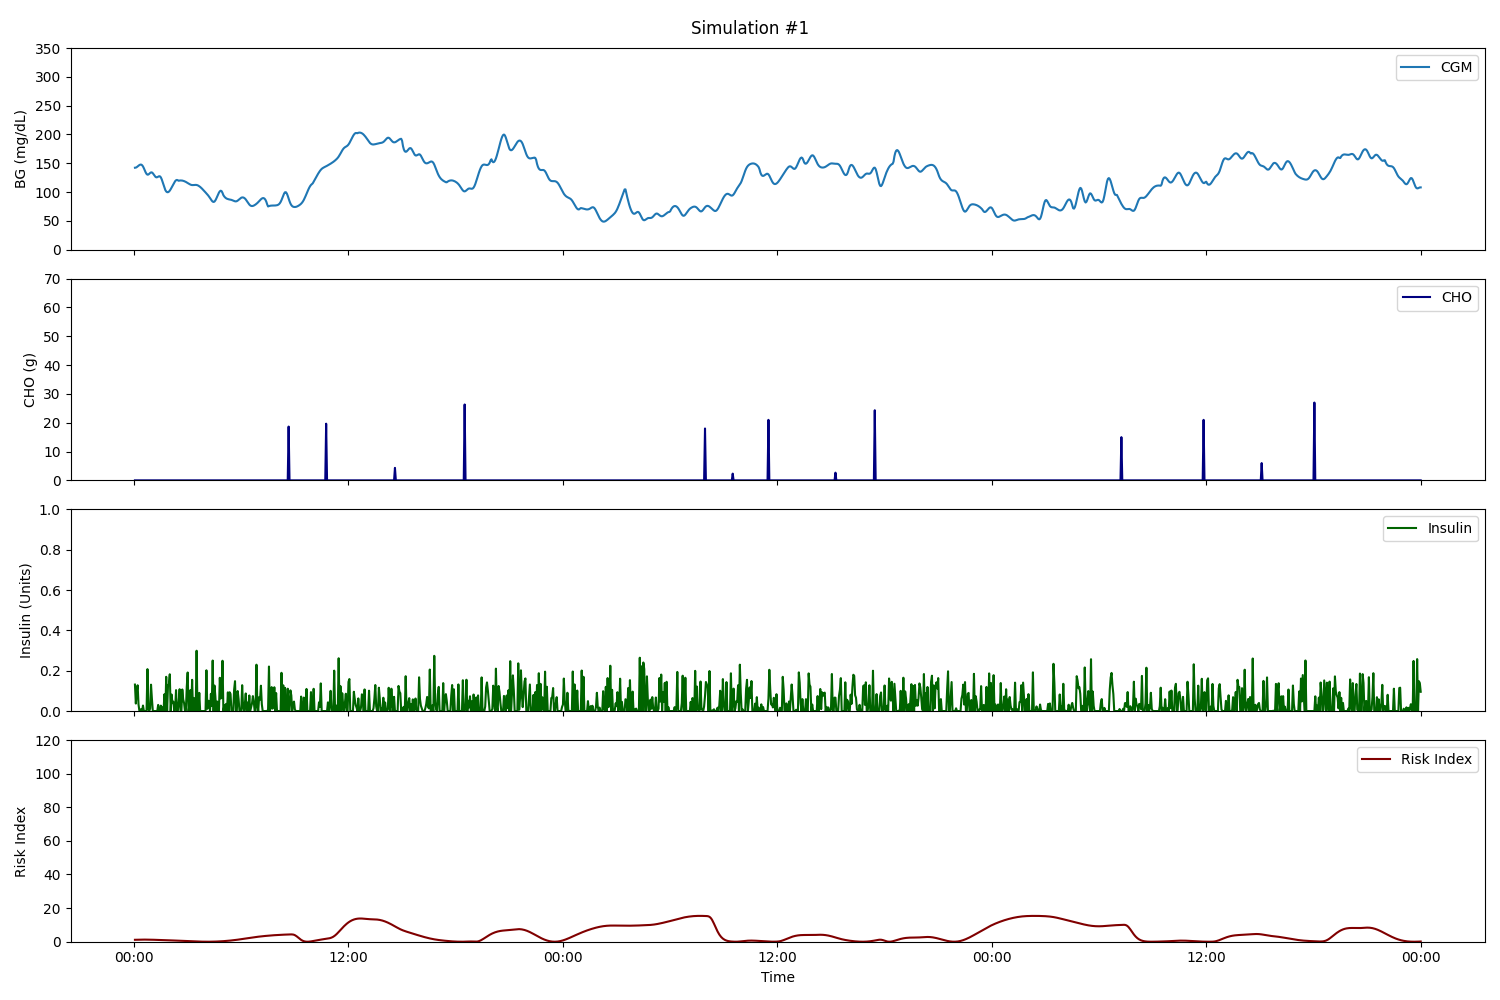 Simulation #1
350
300
250
200
150
100
50
0
BG (mg/dL)
CGM
70
60
50
40
30
20
10
0
CHO (g)
CHO
1.0
0.8
0.6
0.4
0.2
0.0
Insulin (Units)
Insulin
120
100
80
60
40
20
0
Risk Index
Risk Index
00:00 12:00 00:00 12:00 00:00 12:00 00:00
Time